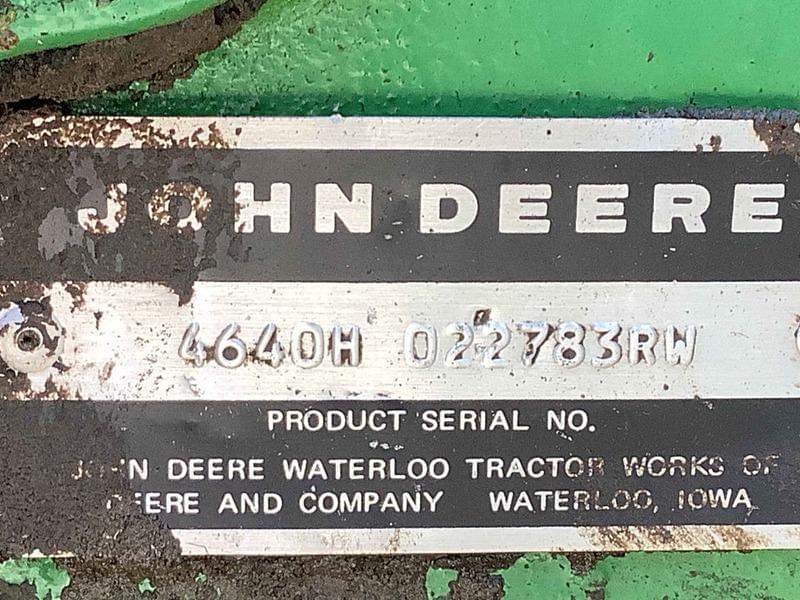 JOHN DEERE
4640H 022783RW
PRODUCT SERIAL NO.
JOHN DEERE WATERLOO TRACTOR WORKS OF
DEERE AND COMPANY WATERLOO, IOWA